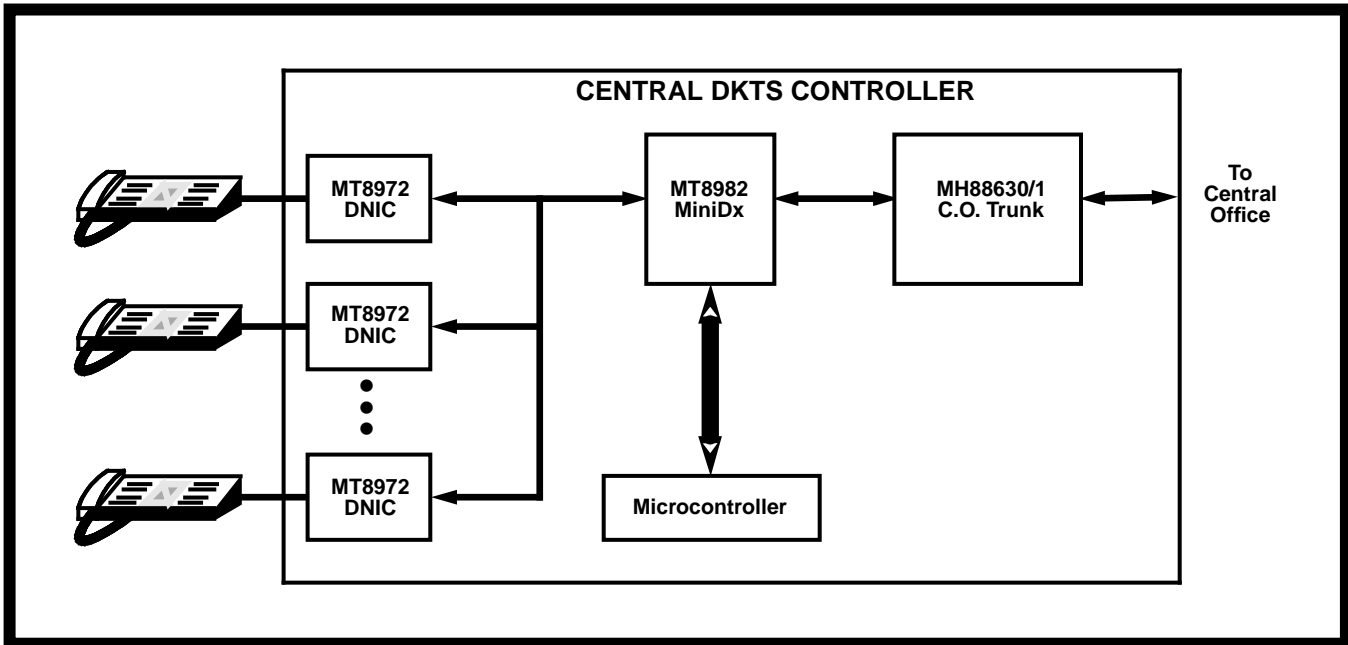 CENTRAL DKTS CONTROLLER
MT8972
DNIC
MT8982
MiniDx
MH88630/1
C.O. Trunk
To
Central
Office
MT8972
DNIC
MT8972
DNIC
Microcontroller